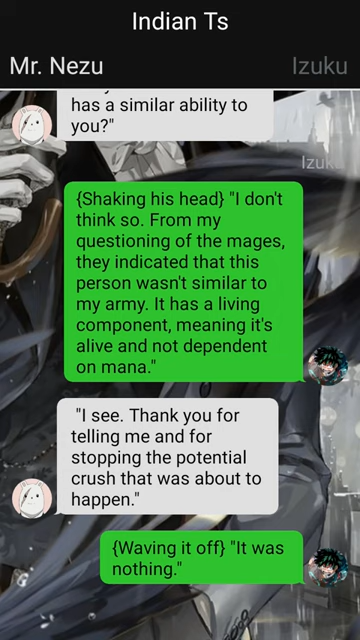 Indian Ts
Mr. Nezu
Izuku
has a similar ability to
you?"
Izuku
{Shaking his head} "I don't
think so. From my
questioning of the mages,
they indicated that this
person wasn't similar to
my army. It has a living
component, meaning it's
alive and not dependent
on mana."
"I see. Thank you for
telling me and for
stopping the potential
crush that was about to
happen."
{Waving it off} "It was
nothing."